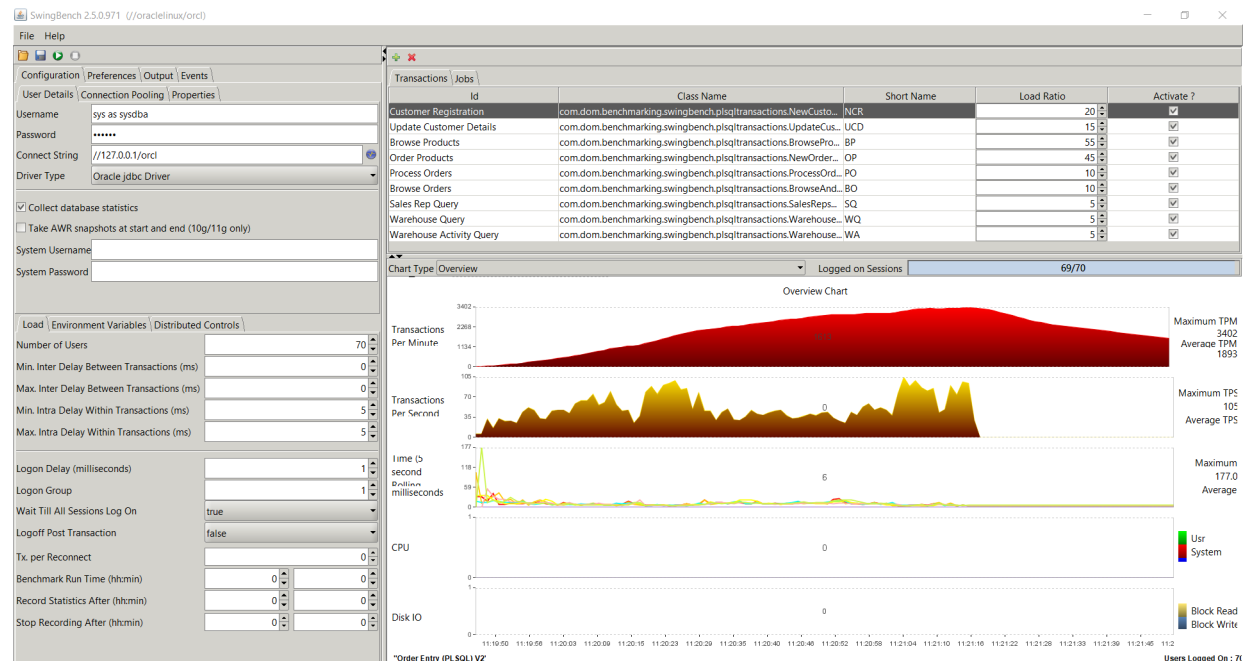 SwingBench 2.5.0.971 (//oraclelinux/orcl)
File Help
Configuration Preferences Output Events
User Details Connection Pooling Properties
Username sys as sysdba
Password ••••••
Connect String //127.0.0.1/orcl
Driver Type Oracle jdbc Driver
Collect database statistics
Take AWR snapshots at start and end (10g/11g only)
System Username
System Password
Load Environment Variables Distributed Controls
Number of Users 70
Min. Inter Delay Between Transactions (ms) 0
Max. Inter Delay Between Transactions (ms) 0
Min. Intra Delay Within Transactions (ms) 5
Max. Intra Delay Within Transactions (ms) 5
Logon Delay (milliseconds) 1
Logon Group 1
Wait Till All Sessions Log On true
Logoff Post Transaction false
Tx. per Reconnect 0
Benchmark Run Time (hh:min) 0 0
Record Statistics After (hh:min) 0 0
Stop Recording After (hh:min) 0 0
Transactions Jobs
Id Class Name Short Name Load Ratio Activate ?
Customer Registration com.dom.benchmarking.swingbench.plsqltransactions.NewCusto... NCR 20
Update Customer Details com.dom.benchmarking.swingbench.plsqltransactions.UpdateCus... UCD 15
Browse Products com.dom.benchmarking.swingbench.plsqltransactions.BrowsePro... BP 55
Order Products com.dom.benchmarking.swingbench.plsqltransactions.NewOrder... OP 45
Process Orders com.dom.benchmarking.swingbench.plsqltransactions.ProcessOrd... PO 10
Browse Orders com.dom.benchmarking.swingbench.plsqltransactions.BrowseAnd... BO 10
Sales Rep Query com.dom.benchmarking.swingbench.plsqltransactions.SalesReps... SQ 5
Warehouse Query com.dom.benchmarking.swingbench.plsqltransactions.Warehouse... WQ 5
Warehouse Activity Query com.dom.benchmarking.swingbench.plsqltransactions.Warehouse... WA 5
Chart Type Overview Logged on Sessions 69/70
Overview Chart
Transactions Per Minute
3402
2268
1134
0
Maximum TPM
3402
Average TPM
1893
Transactions Per Second
105
70
35
0
0
Maximum TPS
105
Average TPS
Time (5 second Rolling milliseconds
177
118
59
0
6
Maximum
177.0
Average
CPU
1
0
0
Usr
System
Disk IO
1
0
0
Block Read
Block Write
11:19:50 11:19:56 11:20:03 11:20:09 11:20:15 11:20:23 11:20:29 11:20:35 11:20:40 11:20:46 11:20:52 11:20:58 11:21:04 11:21:10 11:21:16 11:21:22 11:21:28 11:21:33 11:21:39 11:21:45 11:2
"Order Entry (PLSQL) V2" Users Logged On : 70